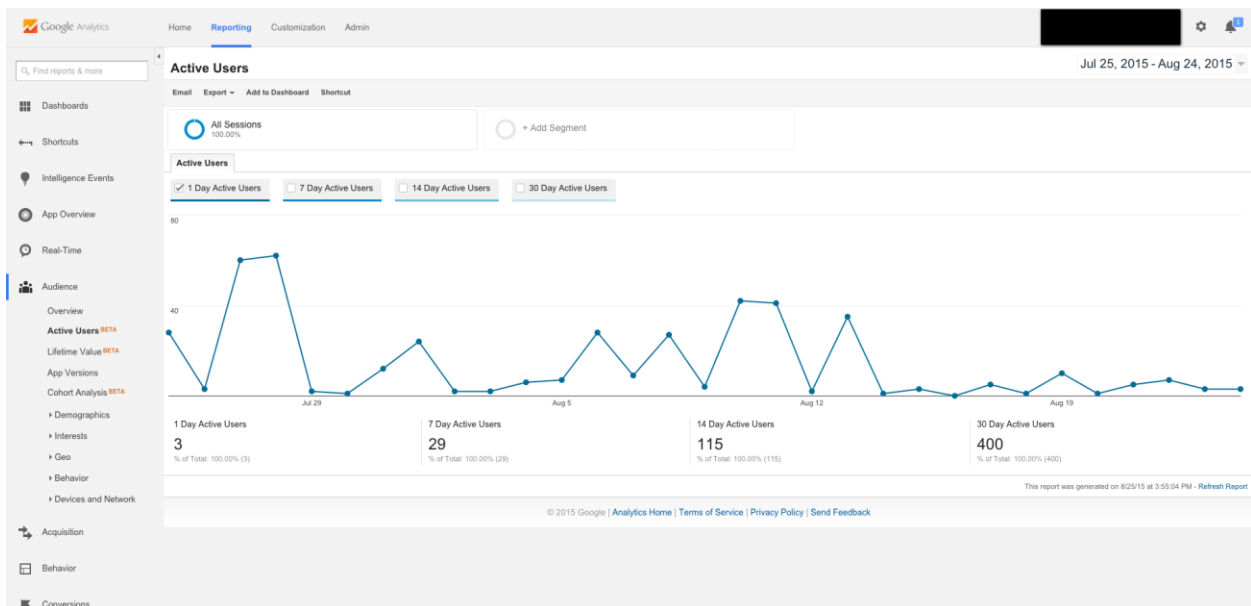 Google Analytics
Home Reporting Customization Admin
1
Find reports & more
Dashboards
Shortcuts
Intelligence Events
App Overview
Real-Time
Audience
Overview
Active Users BETA
Lifetime Value BETA
App Versions
Cohort Analysis BETA
Demographics
Interests
Geo
Behavior
Devices and Network
Acquisition
Behavior
Conversions
Active Users
Jul 25, 2015 - Aug 24, 2015
Email Export Add to Dashboard Shortcut
All Sessions
100.00%
+ Add Segment
Active Users
1 Day Active Users 7 Day Active Users 14 Day Active Users 30 Day Active Users
80
40
Jul 29 Aug 5 Aug 12 Aug 19
1 Day Active Users
3
% of Total: 100.00% (3)
7 Day Active Users
29
% of Total: 100.00% (29)
14 Day Active Users
115
% of Total: 100.00% (115)
30 Day Active Users
400
% of Total: 100.00% (400)
This report was generated on 8/25/15 at 3:55:04 PM - Refresh Report
© 2015 Google | Analytics Home | Terms of Service | Privacy Policy | Send Feedback